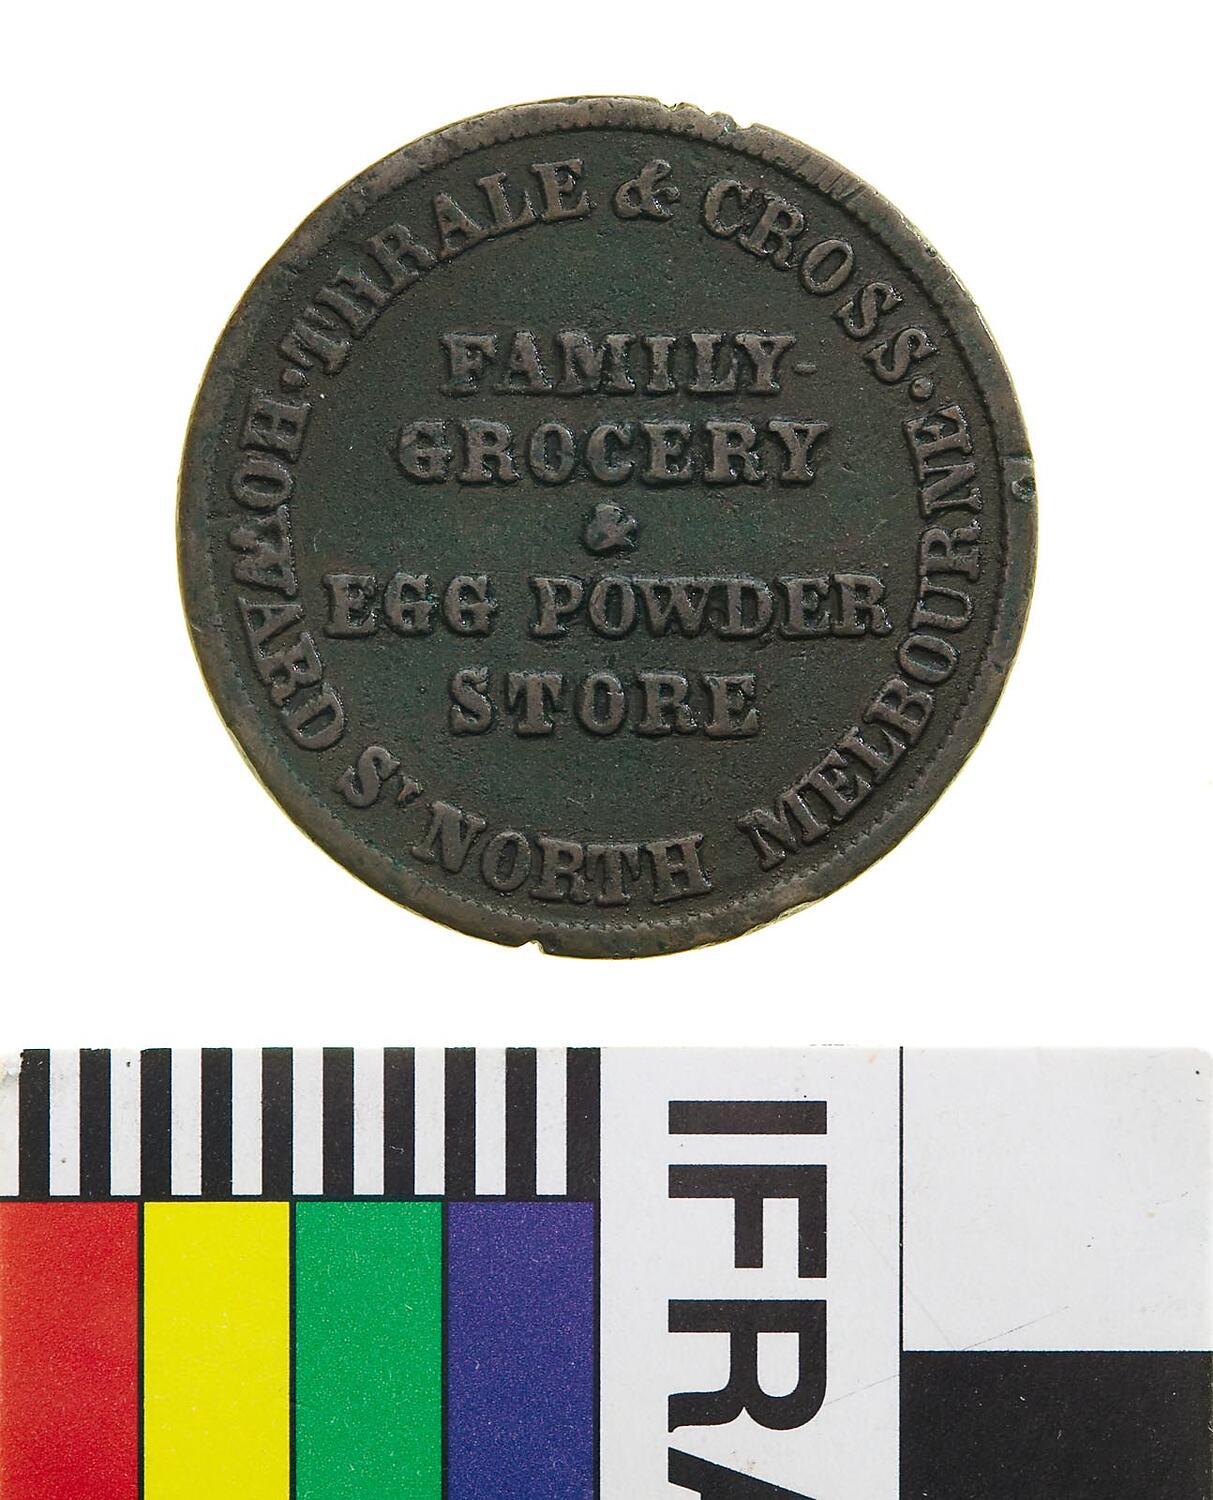 THRALE & CROSS.
HOWARD ST NORTH MELBOURNE
FAMILY-
GROCERY
&
EGG POWDER
STORE
IFRA